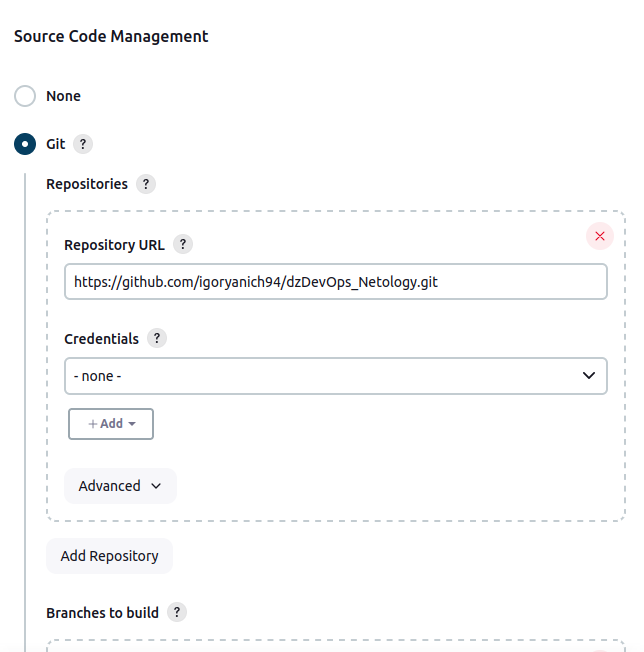 Source Code Management
None
Git ?
Repositories ?
Repository URL ?
https://github.com/igoryanich94/dzDevOps_Netology.git
Credentials ?
- none -
+ Add
Advanced
Add Repository
Branches to build ?